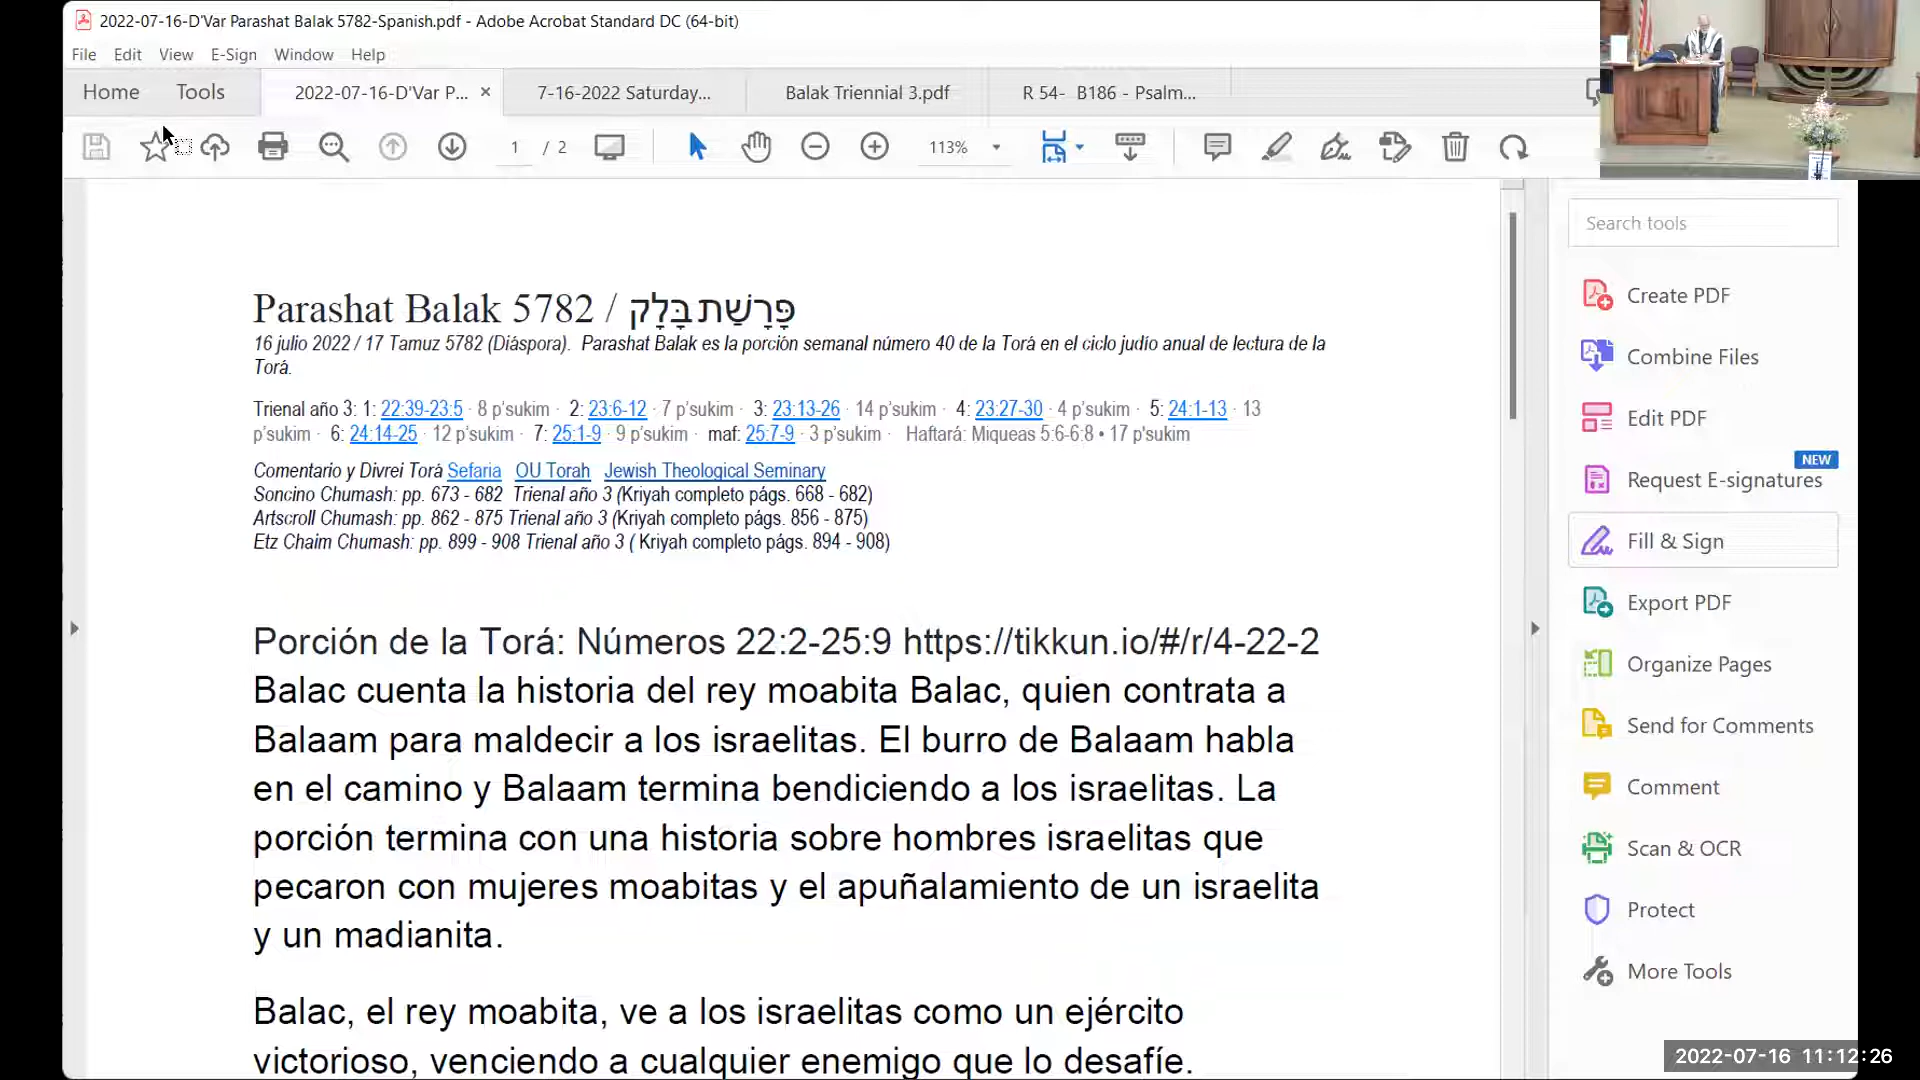 2022-07-16-D'Var Parashat Balak 5782-Spanish.pdf - Adobe Acrobat Standard DC (64-bit)
File Edit View E-Sign Window Help
Home Tools 2022-07-16-D'Var P... × 7-16-2022 Saturday... Balak Triennial 3.pdf R 54- B186 - Psalm...
1 / 2 113%
Parashat Balak 5782 / פָּרָשַׁת בָּלָק
16 julio 2022 / 17 Tamuz 5782 (Diáspora). Parashat Balak es la porción semanal número 40 de la Torá en el ciclo judío anual de lectura de la
Torá.
Trienal año 3: 1: 22:39-23:5 · 8 p'sukim · 2: 23:6-12 · 7 p'sukim · 3: 23:13-26 · 14 p'sukim · 4: 23:27-30 · 4 p'sukim · 5: 24:1-13 · 13
p'sukim · 6: 24:14-25 · 12 p'sukim · 7: 25:1-9 · 9 p'sukim · maf: 25:7-9 · 3 p'sukim · Haftará: Miqueas 5:6-6:8 • 17 p'sukim
Comentario y Divrei Torá Sefaria OU Torah Jewish Theological Seminary
Soncino Chumash: pp. 673 - 682 Trienal año 3 (Kriyah completo págs. 668 - 682)
Artscroll Chumash: pp. 862 - 875 Trienal año 3 (Kriyah completo págs. 856 - 875)
Etz Chaim Chumash: pp. 899 - 908 Trienal año 3 ( Kriyah completo págs. 894 - 908)
Porción de la Torá: Números 22:2-25:9 https://tikkun.io/#/r/4-22-2
Balac cuenta la historia del rey moabita Balac, quien contrata a
Balaam para maldecir a los israelitas. El burro de Balaam habla
en el camino y Balaam termina bendiciendo a los israelitas. La
porción termina con una historia sobre hombres israelitas que
pecaron con mujeres moabitas y el apuñalamiento de un israelita
y un madianita.
Balac, el rey moabita, ve a los israelitas como un ejército
victorioso, venciendo a cualquier enemigo que lo desafíe.
Search tools
Create PDF
Combine Files
Edit PDF
NEW
Request E-signatures
Fill & Sign
Export PDF
Organize Pages
Send for Comments
Comment
Scan & OCR
Protect
More Tools
2022-07-16 11:12:26